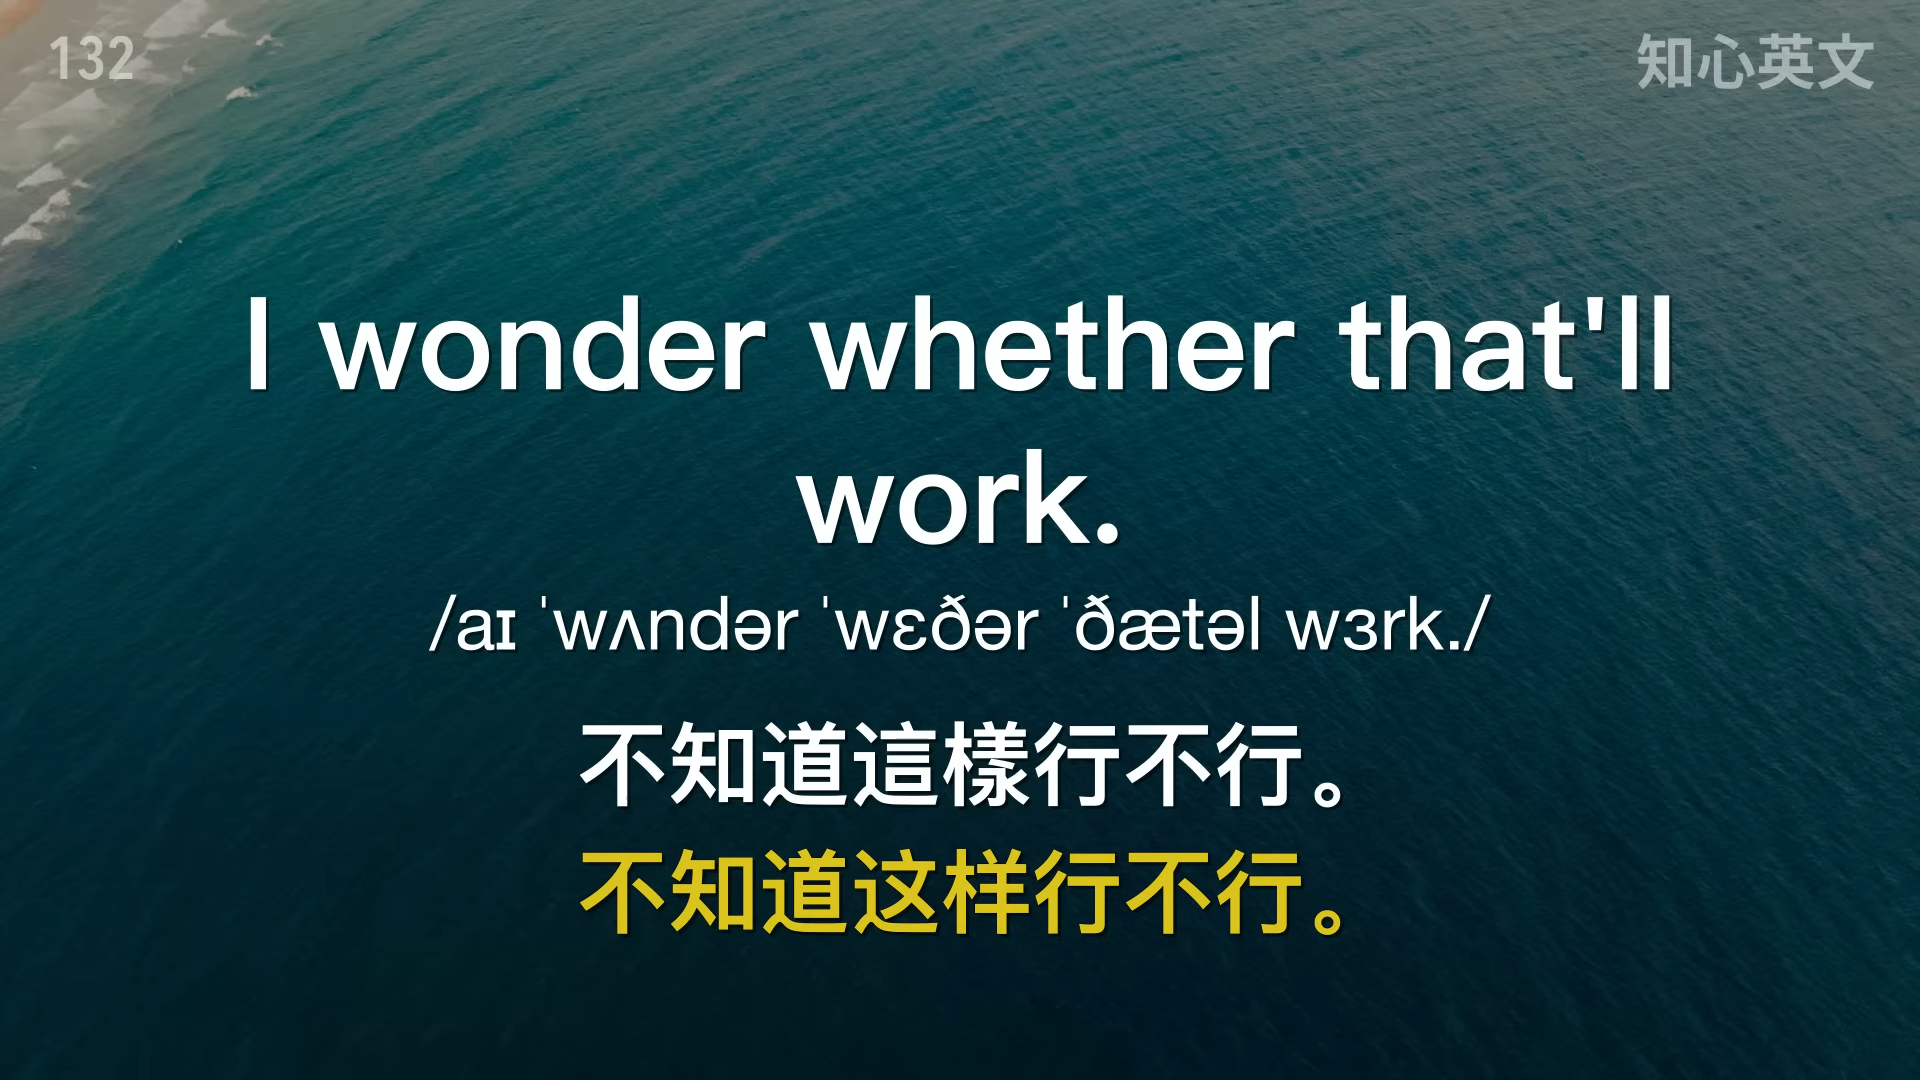 132
知心英文
I wonder whether that'll
work.
/aɪ ˈwʌndər ˈwɛðər ˈðætəl wɜrk./
不知道這樣行不行。
不知道这样行不行。